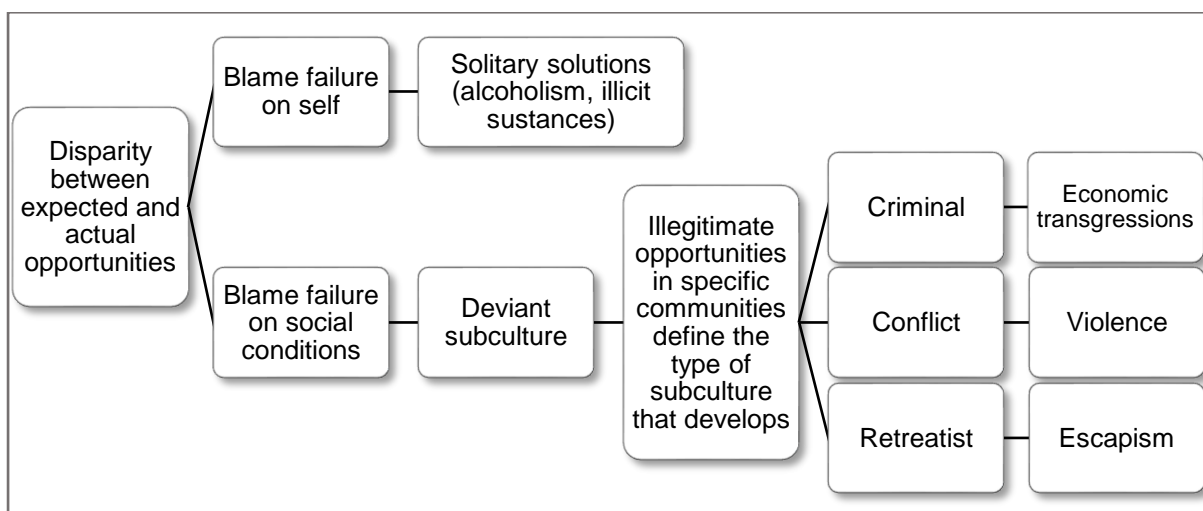 Disparity
between
expected and
actual
opportunities
Blame failure
on self
Solitary solutions
(alcoholism, illicit
sustances)
Blame failure
on social
conditions
Deviant
subculture
Illegitimate
opportunities
in specific
communities
define the
type of
subculture
that develops
Criminal
Economic
transgressions
Conflict
Violence
Retreatist
Escapism